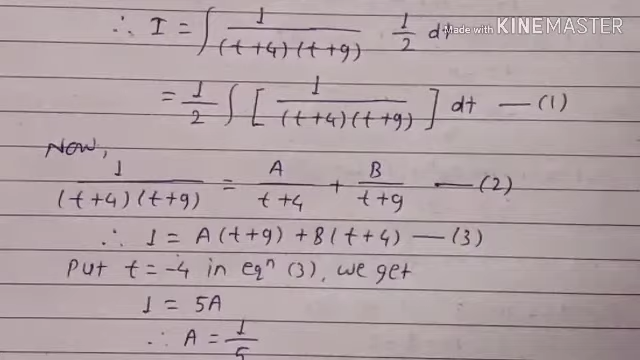 ∴ I = ∫ 1/((t+4)(t+9)) 1/2 dt
Made with KINEMASTER
= 1/2 ∫ [ 1/((t+4)(t+9)) ] dt — (1)
Now,
1/((t+4)(t+9)) = A/(t+4) + B/(t+9) — (2)
∴ 1 = A(t+9) + B(t+4) — (3)
Put t = -4 in eqⁿ (3), we get
1 = 5A
∴ A = 1/5